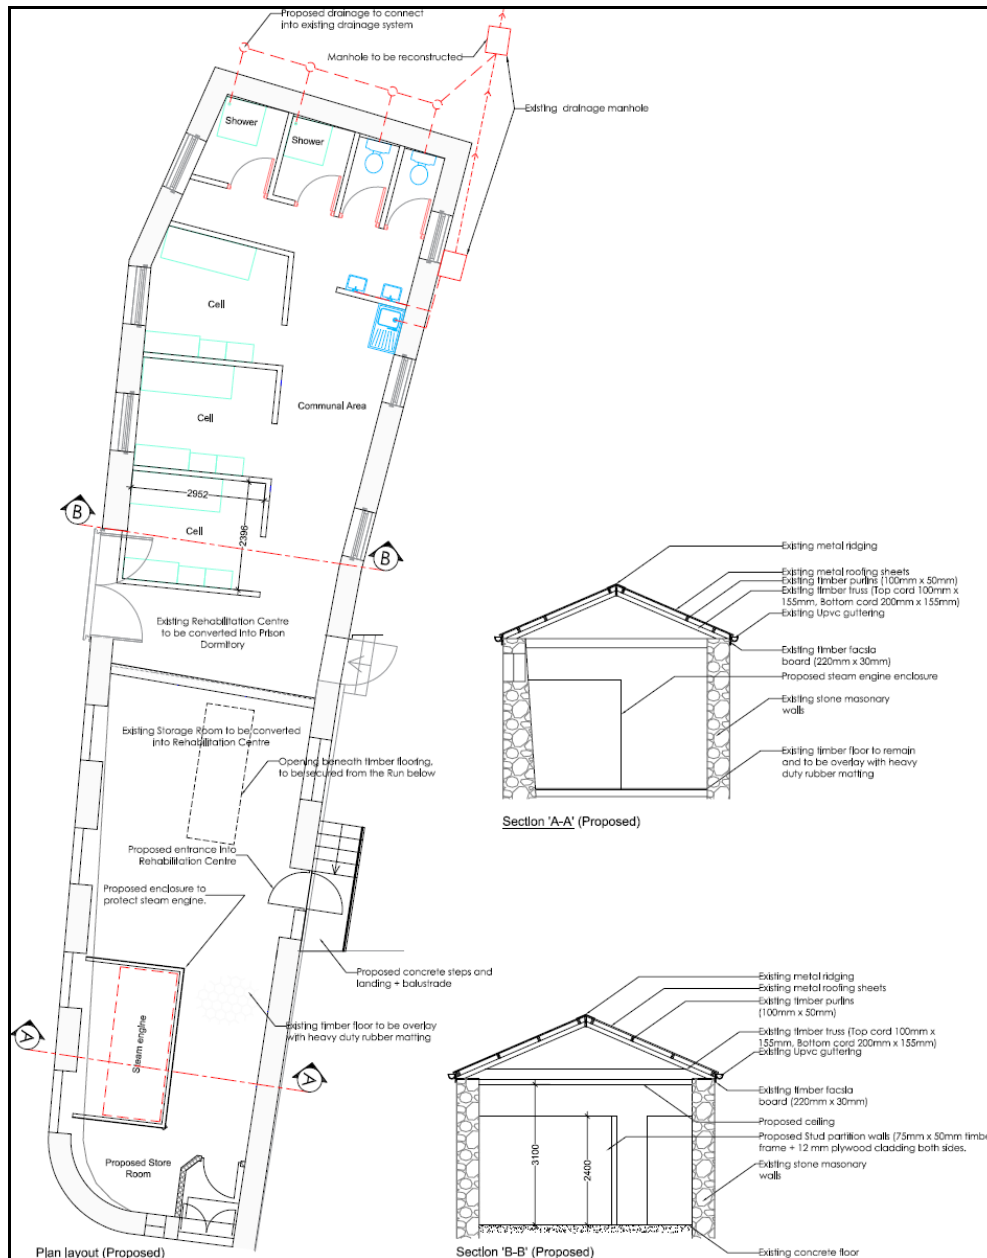 Proposed drainage to connect
into existing drainage system
Manhole to be reconstructed
Existing drainage manhole
Shower
Shower
Cell
Cell
Communal Area
2952
2396
Cell
B
B
Existing Rehabilitation Centre
to be converted into Prison
Dormitory
Existing Storage Room to be converted
into Rehabilitation Centre
Opening beneath timber flooring,
to be secured from the Run below
Proposed entrance into
Rehabilitation Centre
Proposed enclosure to
protect steam engine.
Proposed concrete steps and
landing + balustrade
Existing timber floor to be overlay
with heavy duty rubber matting
Steam engine
A
A
Proposed Store
Room
Plan layout (Proposed)
Existing metal ridging
Existing metal roofing sheets
Existing timber purlins (100mm x 50mm)
Existing timber truss (Top cord 100mm x
155mm, Bottom cord 200mm x 155mm)
Existing Upvc guttering
Existing timber facsia
board (220mm x 30mm)
Proposed steam engine enclosure
Existing stone masonary
walls
Existing timber floor to remain
and to be overlay with heavy
duty rubber matting
Section 'A-A' (Proposed)
Existing metal ridging
Existing metal roofing sheets
Existing timber purlins
(100mm x 50mm)
Existing timber truss (Top cord 100mm x
155mm, Bottom cord 200mm x 155mm)
Existing Upvc guttering
Existing timber facsia
board (220mm x 30mm)
Proposed ceiling
Proposed Stud partition walls (75mm x 50mm timbe
frame + 12 mm plywood cladding both sides.
Existing stone masonary
walls
3100
2400
Existing concrete floor
Section 'B-B' (Proposed)